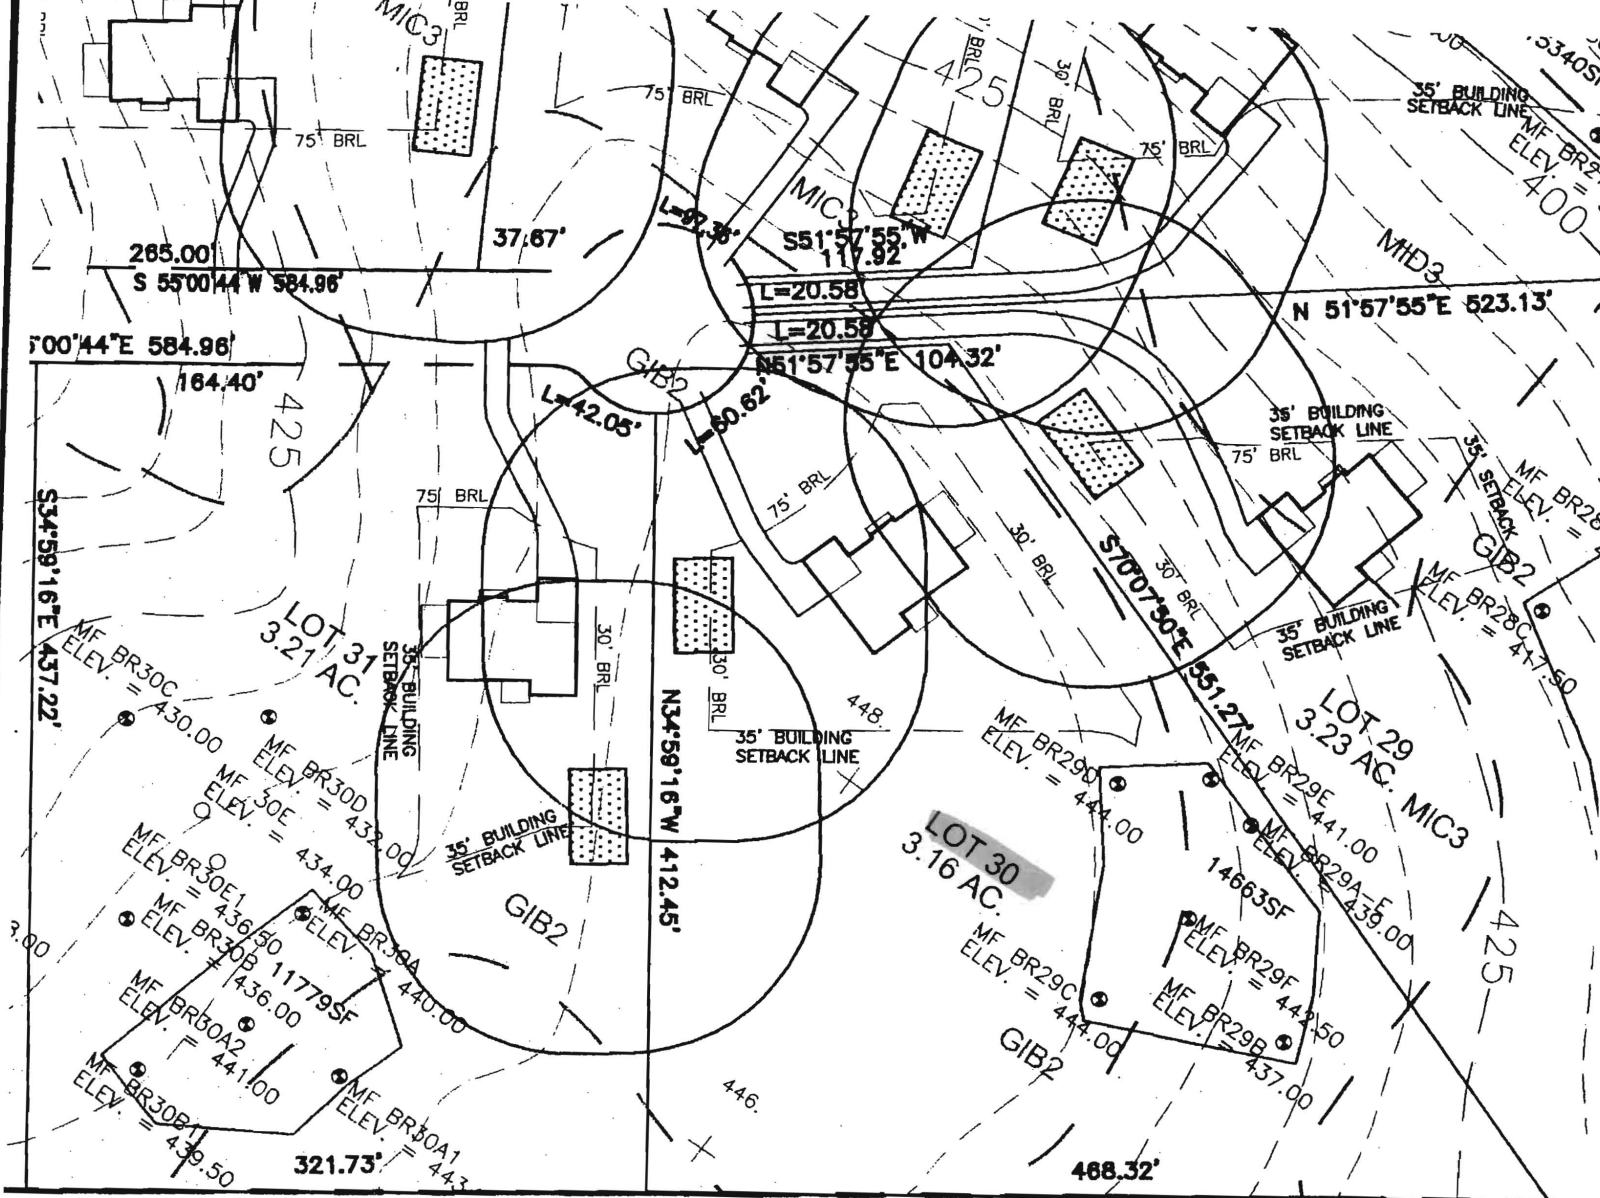 MIC3
BRL
75' BRL
425
BRL
30' BRL
75' BRL
75' BRL
35' BUILDING
SETBACK LINE
400
MIC3
MID3
265.00'
37.67'
S 55°00'44"W 584.96'
L=97.36'
S51°57'55"W
117.92
L=20.58
L=20.58
N51°57'55"E 104.32'
N 51°57'55"E 523.13'
00'44"E 584.96'
164.40'
GIB2
L=42.05'
L=60.62'
425
35' BUILDING
SETBACK LINE
75' BRL
75' BRL
75' BRL
35' SETBACK
MF BR28
ELEV. =
GIB2
S34°59'16"E 437.22'
30' BRL
S70°07'50"E 551.27'
30' BRL
MF BR28C
ELEV. = 417.50
35' BUILDING
SETBACK LINE
LOT 31
3.21 AC.
35' BUILDING
SETBACK LINE
30' BRL
30' BRL
MF BR30C
ELEV. = 430.00
MF BR30D
ELEV. = 432.00
448.
35' BUILDING
SETBACK LINE
N34°59'16"W 412.45'
LOT 29
3.23 AC.
MIC3
MF BR29D
ELEV. = 444.00
MF BR29E
ELEV. = 441.00
MF 30E
ELEV. = 434.00
MF BR30E1
ELEV. = 436.50
35' BUILDING
SETBACK LINE
LOT 30
3.16 AC.
14663SF
MF BR29A-E
ELEV. = 439.00
MF BR30B
ELEV. = 436.00
11779SF
MF BR30A
ELEV. = 440.00
GIB2
MF BR29C
ELEV. = 444.00
MF BR29F
ELEV. = 442.50
425
MF BR30A2
ELEV. = 441.00
MF BR29B
ELEV. = 437.00
GIB2
MF BR30B1
ELEV. = 439.50
MF BR30A1
ELEV. = 443.
446.
321.73'
468.32'